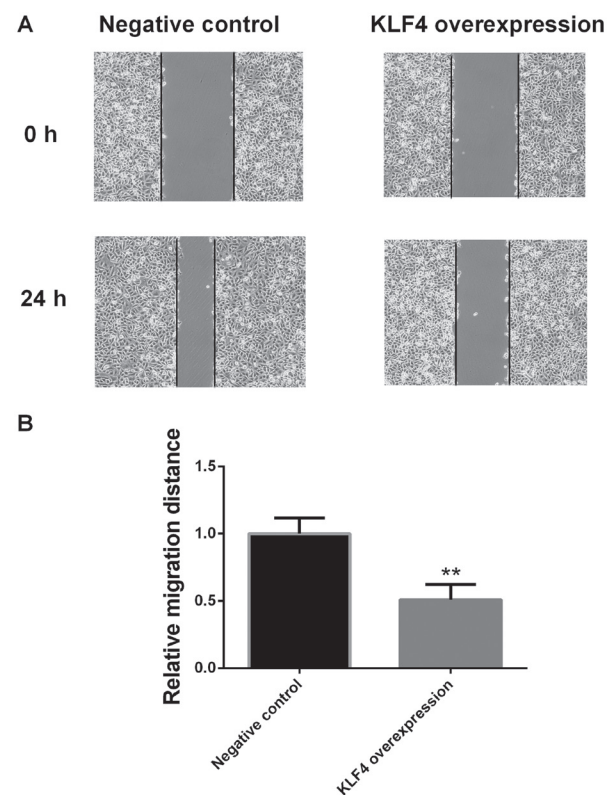 A
Negative control
KLF4 overexpression
0 h
24 h
B
Relative migration distance
1.5
1.0
0.5
0.0
**
Negative control
KLF4 overexpression